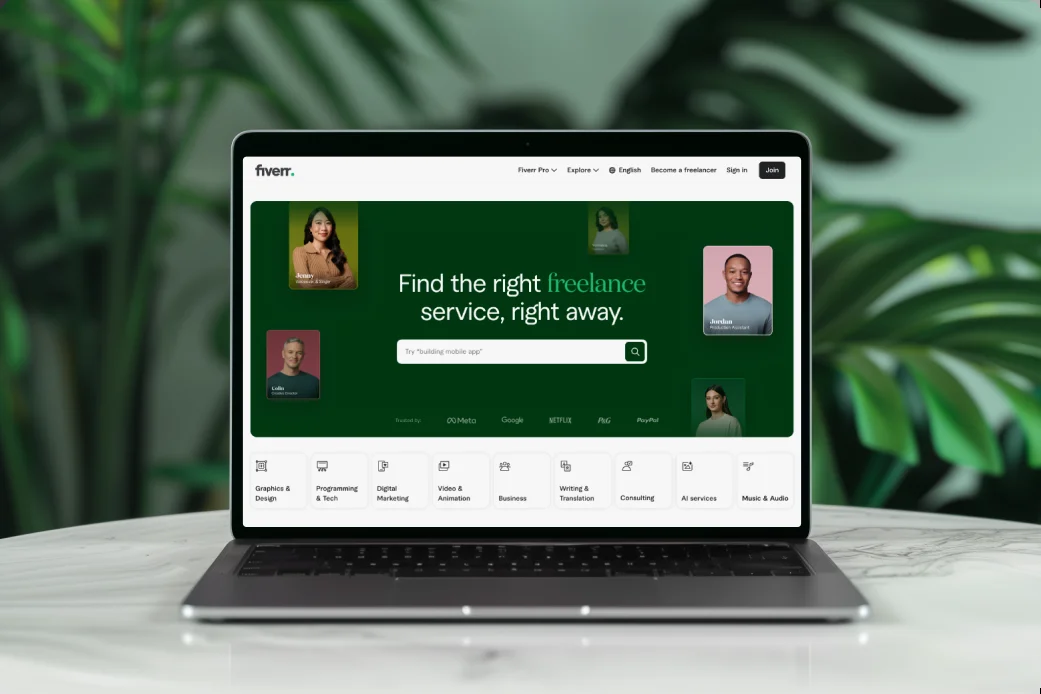 fiverr.
Fiverr Pro
Explore
English
Become a freelancer
Sign in
Join
Jenny
Jordan
Production Assistant
Find the right freelance
service, right away.
Try "building mobile app"
Colin
Creative Director
Trusted by:
Meta
Google
NETFLIX
P&G
PayPal
Graphics &
Design
Programming
& Tech
Digital
Marketing
Video &
Animation
Business
Writing &
Translation
Consulting
AI services
Music & Audio